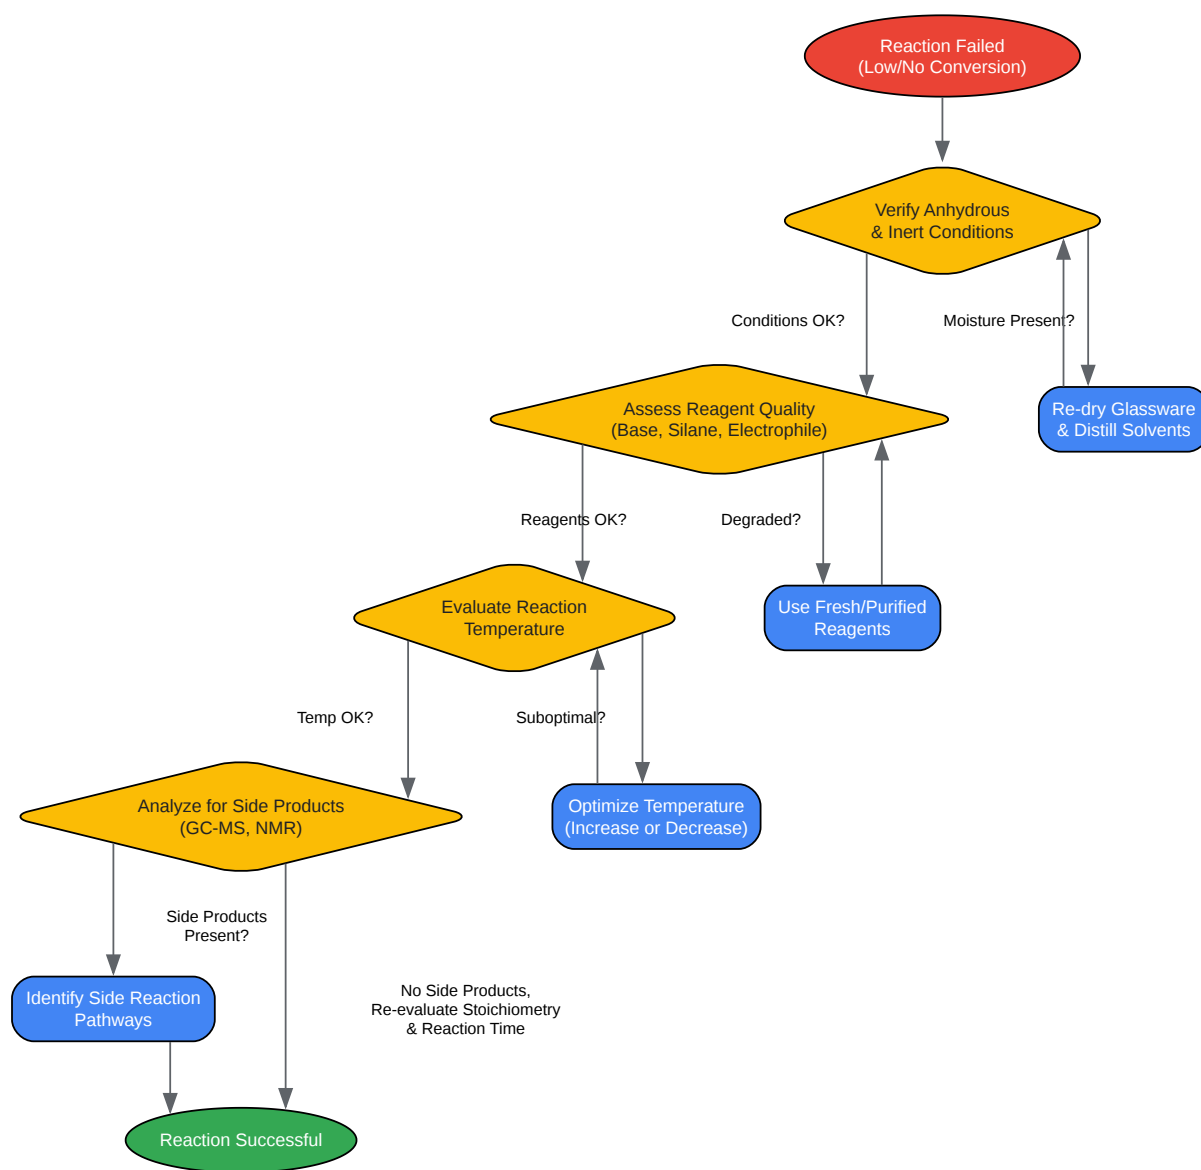 Reaction Failed
(Low/No Conversion)
Verify Anhydrous
& Inert Conditions
Conditions OK?
Moisture Present?
Re-dry Glassware
& Distill Solvents
Assess Reagent Quality
(Base, Silane, Electrophile)
Reagents OK?
Degraded?
Use Fresh/Purified
Reagents
Evaluate Reaction
Temperature
Temp OK?
Suboptimal?
Optimize Temperature
(Increase or Decrease)
Analyze for Side Products
(GC-MS, NMR)
Side Products
Present?
Identify Side Reaction
Pathways
No Side Products,
Re-evaluate Stoichiometry
& Reaction Time
Reaction Successful